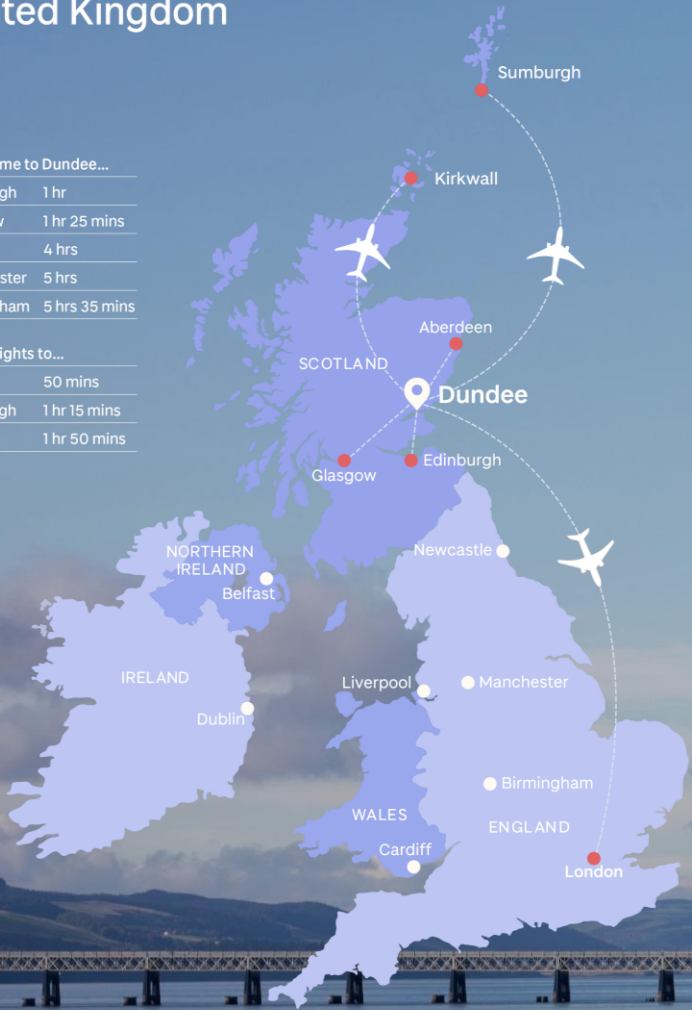 ted Kingdom
me to Dundee...
gh 1 hr
w 1 hr 25 mins
4 hrs
ster 5 hrs
ham 5 hrs 35 mins
ights to...
50 mins
gh 1 hr 15 mins
1 hr 50 mins
Sumburgh
Kirkwall
Aberdeen
SCOTLAND
Dundee
Glasgow
Edinburgh
Newcastle
NORTHERN
IRELAND
Belfast
IRELAND
Dublin
Liverpool
Manchester
Birmingham
WALES
ENGLAND
Cardiff
London